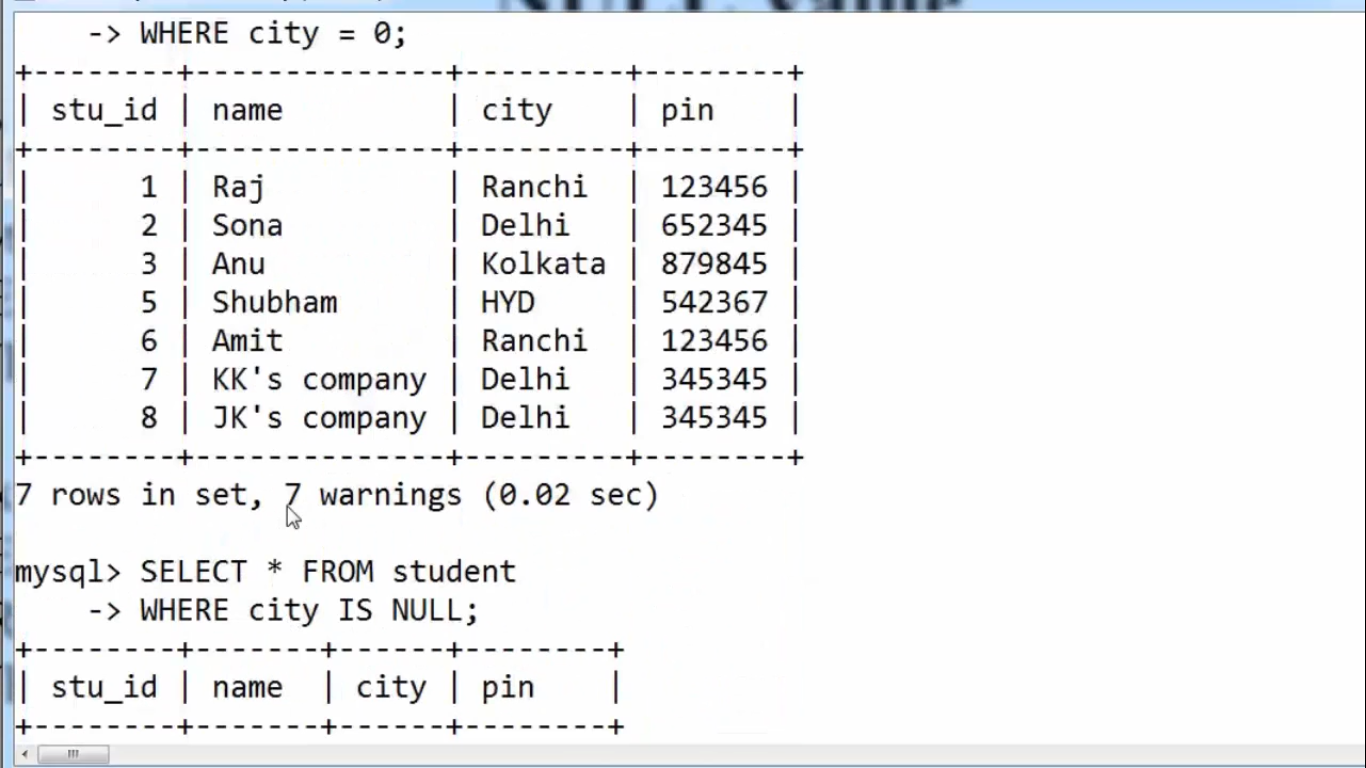 NULL value
-> WHERE city = 0;
+--------+--------------+---------+--------+
| stu_id | name         | city    | pin    |
+--------+--------------+---------+--------+
|      1 | Raj          | Ranchi  | 123456 |
|      2 | Sona         | Delhi   | 652345 |
|      3 | Anu          | Kolkata | 879845 |
|      5 | Shubham      | HYD     | 542367 |
|      6 | Amit         | Ranchi  | 123456 |
|      7 | KK's company | Delhi   | 345345 |
|      8 | JK's company | Delhi   | 345345 |
+--------+--------------+---------+--------+
7 rows in set, 7 warnings (0.02 sec)
mysql> SELECT * FROM student
-> WHERE city IS NULL;
+--------+-------+------+--------+
| stu_id | name  | city | pin    |
+--------+-------+------+--------+